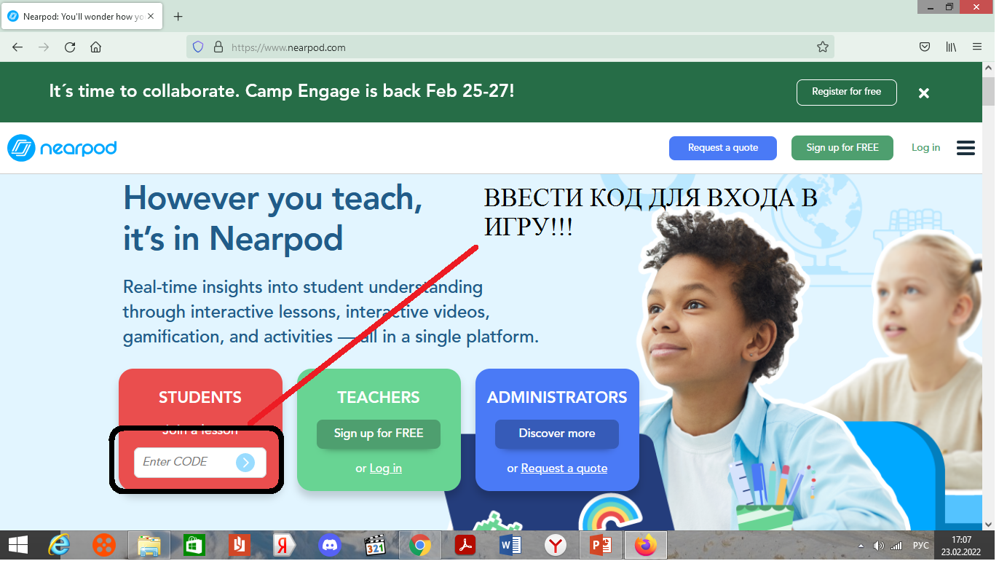 Nearpod: You'll wonder how yo
https://www.nearpod.com
It´s time to collaborate. Camp Engage is back Feb 25-27!
Register for free
nearpod
Request a quote
Sign up for FREE
Log in
However you teach,
it's in Nearpod
ВВЕСТИ КОД ДЛЯ ВХОДА В
ИГРУ!!!
Real-time insights into student understanding
through interactive lessons, interactive videos,
gamification, and activities — all in a single platform.
STUDENTS
Join a lesson
Enter CODE
TEACHERS
Sign up for FREE
or Log in
ADMINISTRATORS
Discover more
or Request a quote
321
РУС
17:07
23.02.2022